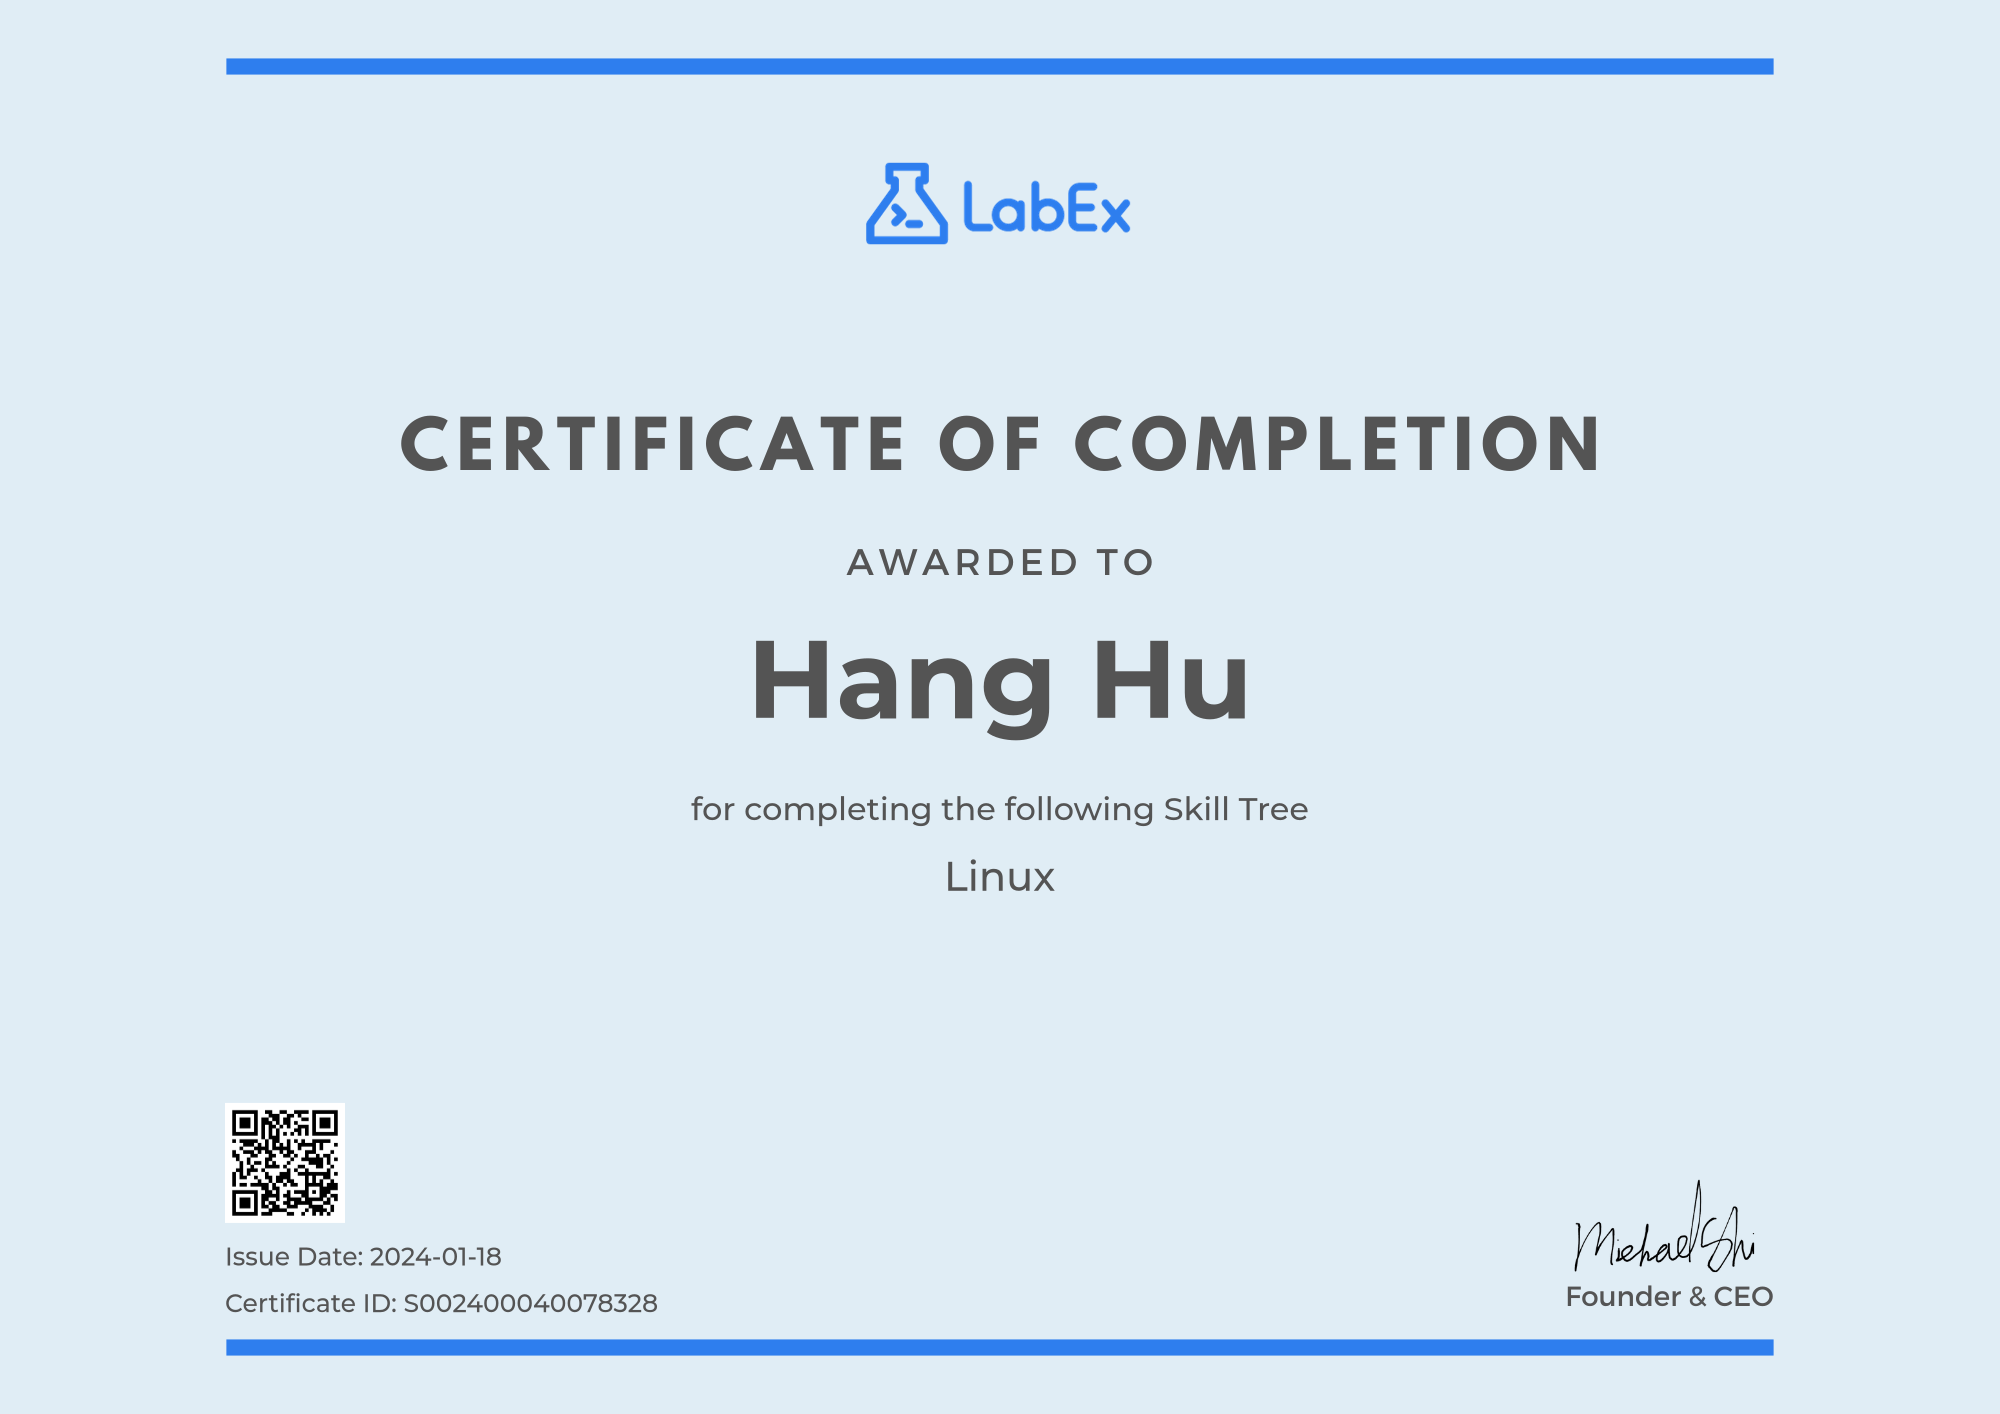 LabEx
CERTIFICATE OF COMPLETION
AWARDED TO
Hang Hu
for completing the following Skill Tree
Linux
Issue Date: 2024-01-18
Certificate ID: S002400040078328
Michael Shi
Founder & CEO